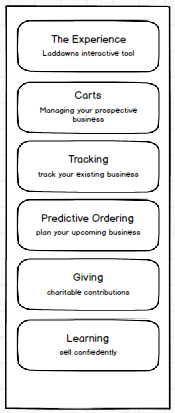 The Experience
Laddawns interactive tool
Carts
Managing your prospective
business
Tracking
track your existing business
Predictive Ordering
plan your upcoming business
Giving
charitable contributions
Learning
sell confiedently